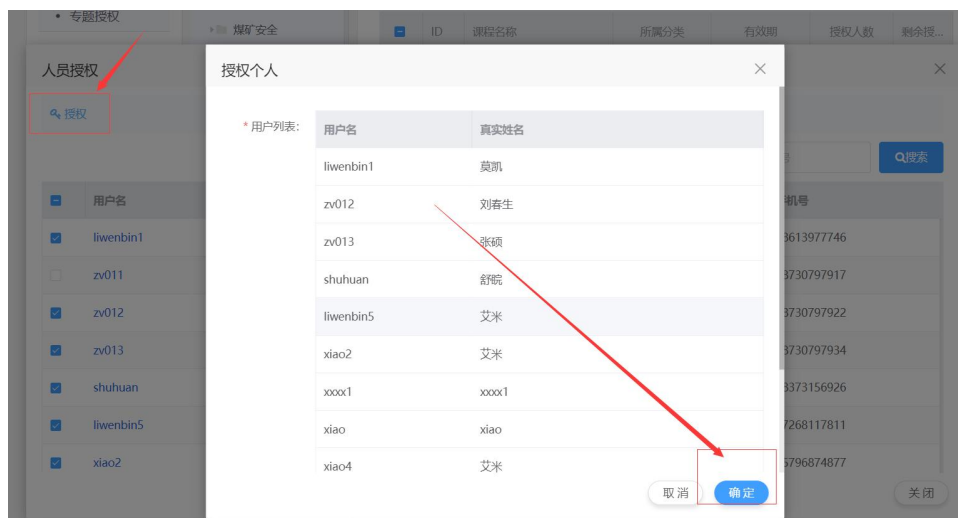 专题授权
煤矿安全
ID 课程名称 所属分类 有效期 授权人数 剩余授...
人员授权
授权个人
授权
* 用户列表:
用户名 真实姓名
搜索
liwenbin1 莫凯
用户名
机号
zv012 刘春生
liwenbin1
3613977746
zv013 张硕
zv011
3730797917
shuhuan 舒皖
zv012
3730797922
liwenbin5 艾米
zv013
3730797934
xiao2 艾米
shuhuan
3373156926
xxxx1 xxxx1
liwenbin5
7268117811
xiao xiao
xiao2
5796874877
xiao4 艾米
取消 确定
关闭